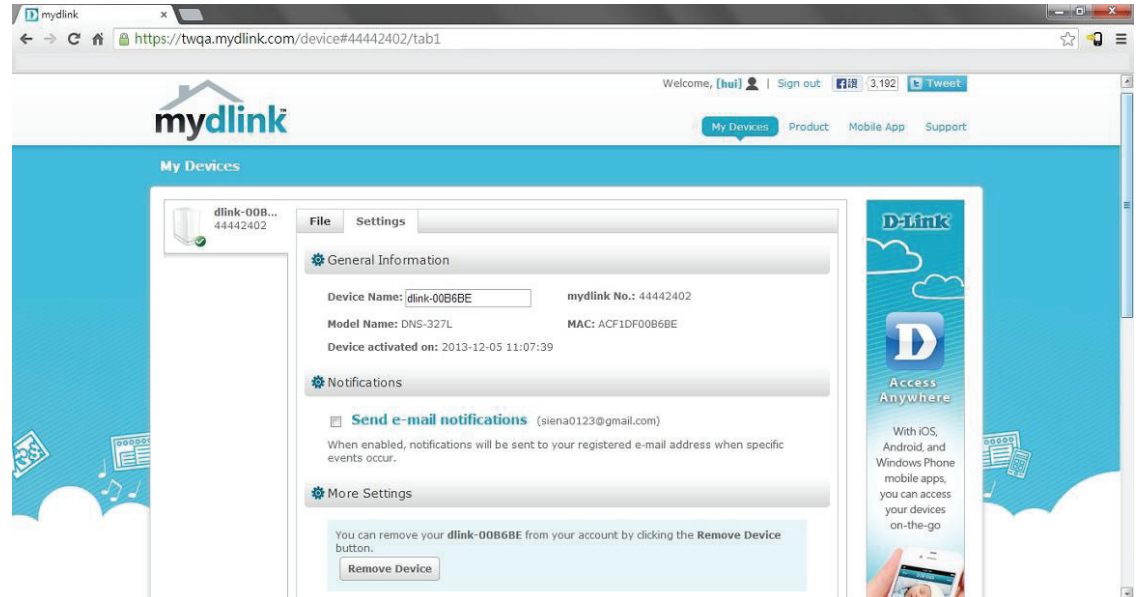 mydlink
https://twqa.mydlink.com/device#44442402/tab1
Welcome, [hui] | Sign out 讚 3,192 Tweet
mydlink
My Devices Product Mobile App Support
My Devices
dlink-00B...
44442402
File Settings
General Information
Device Name: dlink-00B6BE mydlink No.: 44442402
Model Name: DNS-327L MAC: ACF1DF00B6BE
Device activated on: 2013-12-05 11:07:39
Notifications
Send e-mail notifications (siena0123@gmail.com)
When enabled, notifications will be sent to your registered e-mail address when specific
events occur.
More Settings
You can remove your dlink-00B6BE from your account by clicking the Remove Device
button.
Remove Device
D-Link
D
Access
Anywhere
With iOS,
Android, and
Windows Phone
mobile apps,
you can access
your devices
on-the-go